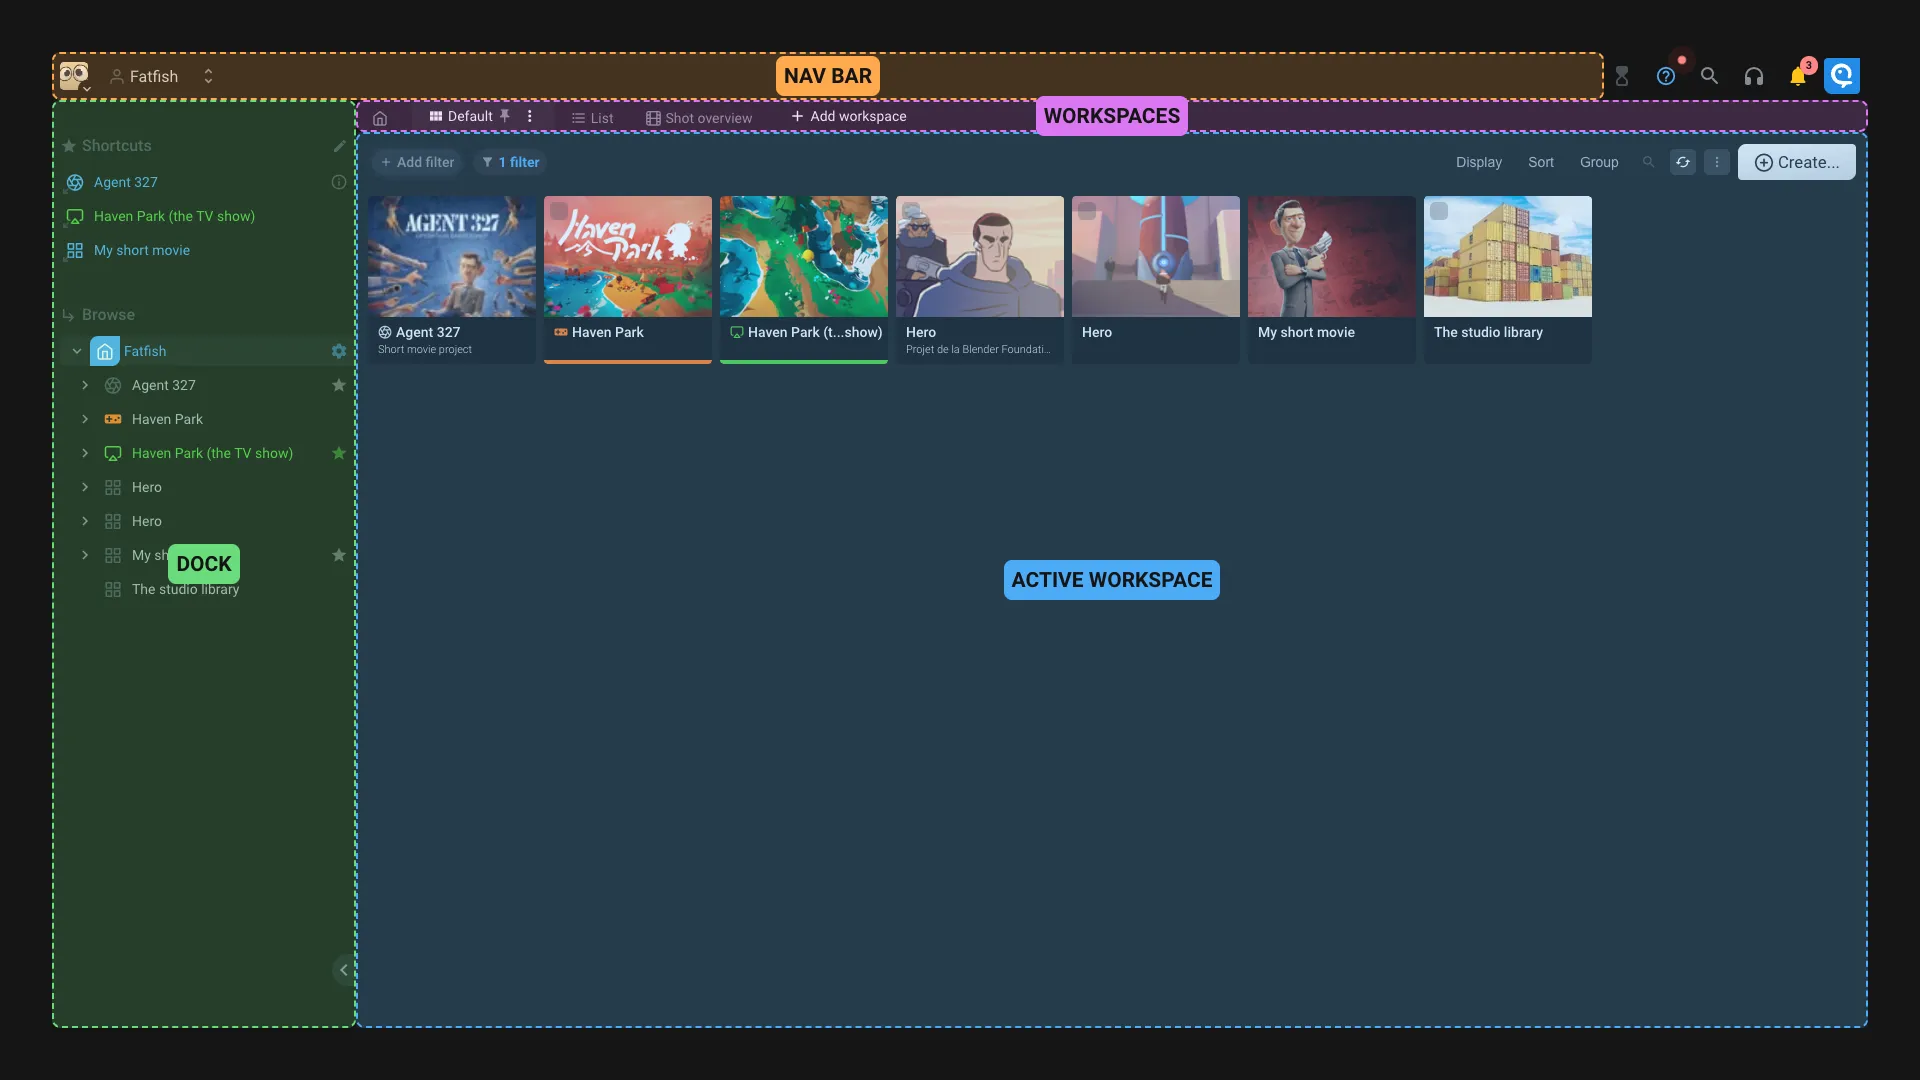 Fatfish
NAV BAR
3
Shortcuts
Agent 327
Haven Park (the TV show)
My short movie
Browse
Fatfish
Agent 327
Haven Park
Haven Park (the TV show)
Hero
Hero
My sh
DOCK
The studio library
Default
List
Shot overview
+ Add workspace
WORKSPACES
+ Add filter
1 filter
Display
Sort
Group
Create...
AGENT 327
Haven Park
Agent 327
Short movie project
Haven Park
Haven Park (t...show)
Hero
Projet de la Blender Foundati...
Hero
My short movie
The studio library
ACTIVE WORKSPACE